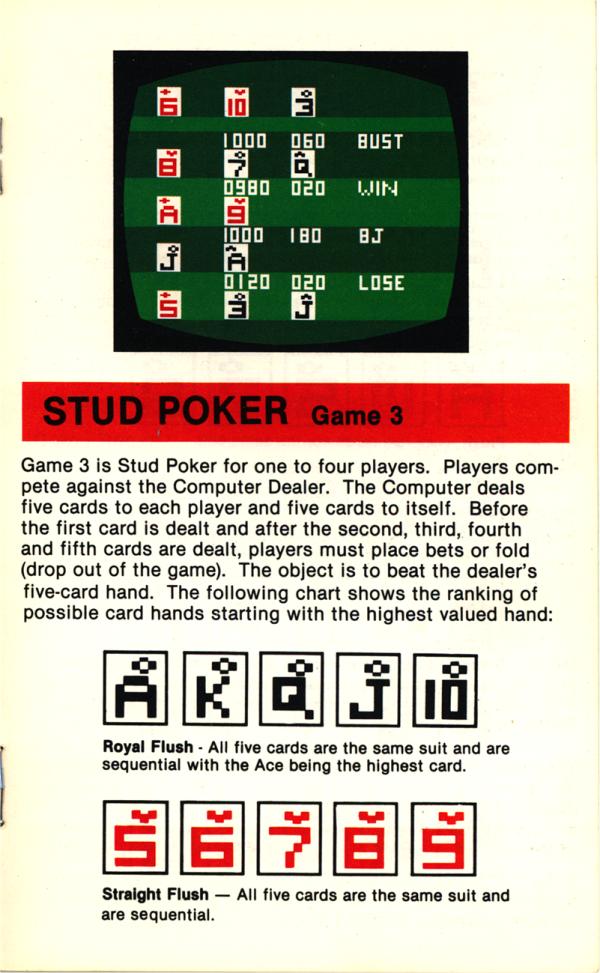 6 10 3
1000 060 BUST
8 7 Q
0980 020 WIN
A 9
1000 180 BJ
J A
0120 020 LOSE
5 3 J
STUD POKER Game 3
Game 3 is Stud Poker for one to four players. Players com-
pete against the Computer Dealer. The Computer deals
five cards to each player and five cards to itself. Before
the first card is dealt and after the second, third, fourth
and fifth cards are dealt, players must place bets or fold
(drop out of the game). The object is to beat the dealer's
five-card hand. The following chart shows the ranking of
possible card hands starting with the highest valued hand:
A K Q J 10
Royal Flush - All five cards are the same suit and are
sequential with the Ace being the highest card.
5 6 7 8 9
Straight Flush — All five cards are the same suit and
are sequential.